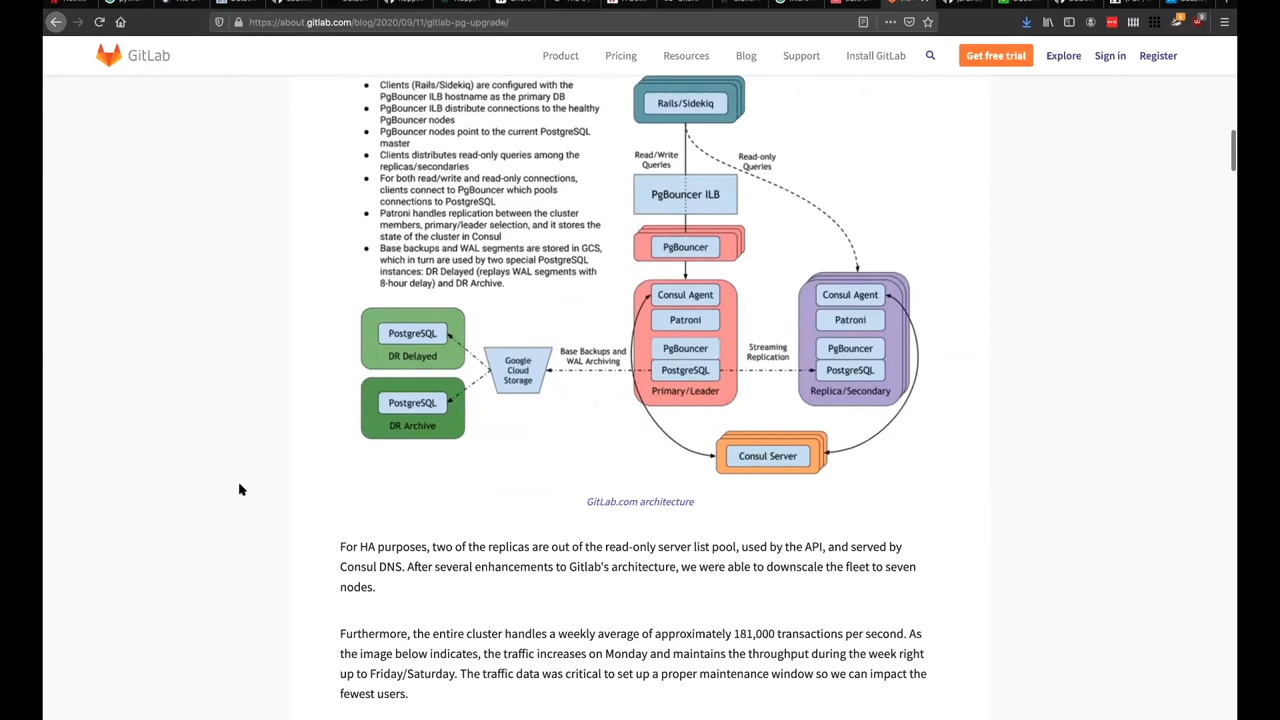 https://about.gitlab.com/blog/2020/09/11/gitlab-pg-upgrade/
GitLab
Product
Pricing
Resources
Blog
Support
Install GitLab
Get free trial
Explore
Sign in
Register
• Clients (Rails/Sidekiq) are configured with the
PgBouncer ILB hostname as the primary DB
• PgBouncer ILB distribute connections to the healthy
PgBouncer nodes
• PgBouncer nodes point to the current PostgreSQL
master
• Clients distributes read-only queries among the
replicas/secondaries
• For both read/write and read-only connections,
clients connect to PgBouncer which pools
connections to PostgreSQL
• Patroni handles replication between the cluster
members, primary/leader selection, and it stores the
state of the cluster in Consul
• Base backups and WAL segments are stored in GCS,
which in turn are used by two special PostgreSQL
instances: DR Delayed (replays WAL segments with
8-hour delay) and DR Archive.
Rails/Sidekiq
Read/Write
Queries
Read-only
Queries
PgBouncer ILB
PgBouncer
Consul Agent
Patroni
PgBouncer
PostgreSQL
Primary/Leader
Consul Agent
Patroni
PgBouncer
PostgreSQL
Replica/Secondary
Streaming
Replication
Base Backups and
WAL Archiving
Google
Cloud
Storage
PostgreSQL
DR Delayed
PostgreSQL
DR Archive
Consul Server
GitLab.com architecture
For HA purposes, two of the replicas are out of the read-only server list pool, used by the API, and served by
Consul DNS. After several enhancements to Gitlab's architecture, we were able to downscale the fleet to seven
nodes.
Furthermore, the entire cluster handles a weekly average of approximately 181,000 transactions per second. As
the image below indicates, the traffic increases on Monday and maintains the throughput during the week right
up to Friday/Saturday. The traffic data was critical to set up a proper maintenance window so we can impact the
fewest users.